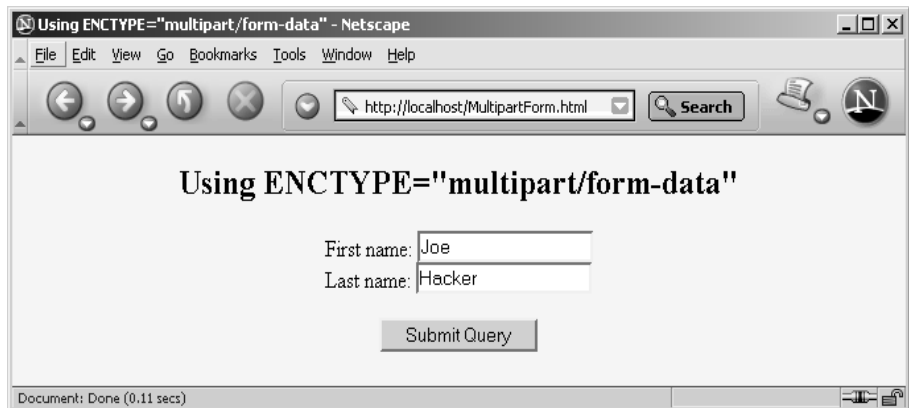 Using ENCTYPE="multipart/form-data" - Netscape
File Edit View Go Bookmarks Tools Window Help
http://localhost/MultipartForm.html Search N
Using ENCTYPE="multipart/form-data"
First name: Joe
Last name: Hacker
Submit Query
Document: Done (0.11 secs)